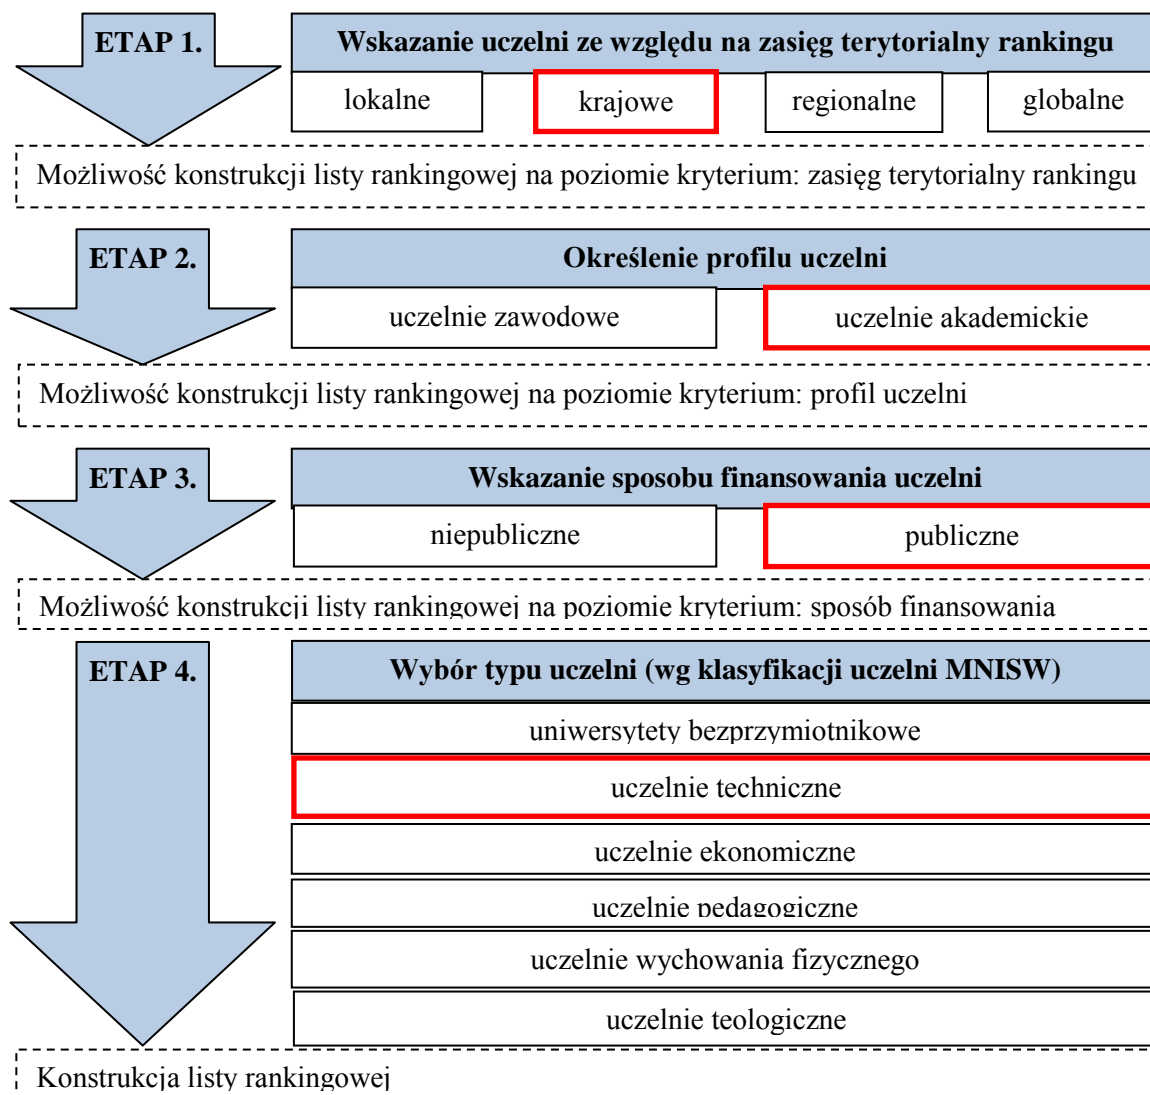 ETAP 1.
Wskazanie uczelni ze względu na zasięg terytorialny rankingu
lokalne
krajowe
regionalne
globalne
Możliwość konstrukcji listy rankingowej na poziomie kryterium: zasięg terytorialny rankingu
ETAP 2.
Określenie profilu uczelni
uczelnie zawodowe
uczelnie akademickie
Możliwość konstrukcji listy rankingowej na poziomie kryterium: profil uczelni
ETAP 3.
Wskazanie sposobu finansowania uczelni
niepubliczne
publiczne
Możliwość konstrukcji listy rankingowej na poziomie kryterium: sposób finansowania
ETAP 4.
Wybór typu uczelni (wg klasyfikacji uczelni MNISW)
uniwersytety bezprzymiotnikowe
uczelnie techniczne
uczelnie ekonomiczne
uczelnie pedagogiczne
uczelnie wychowania fizycznego
uczelnie teologiczne
Konstrukcja listy rankingowej